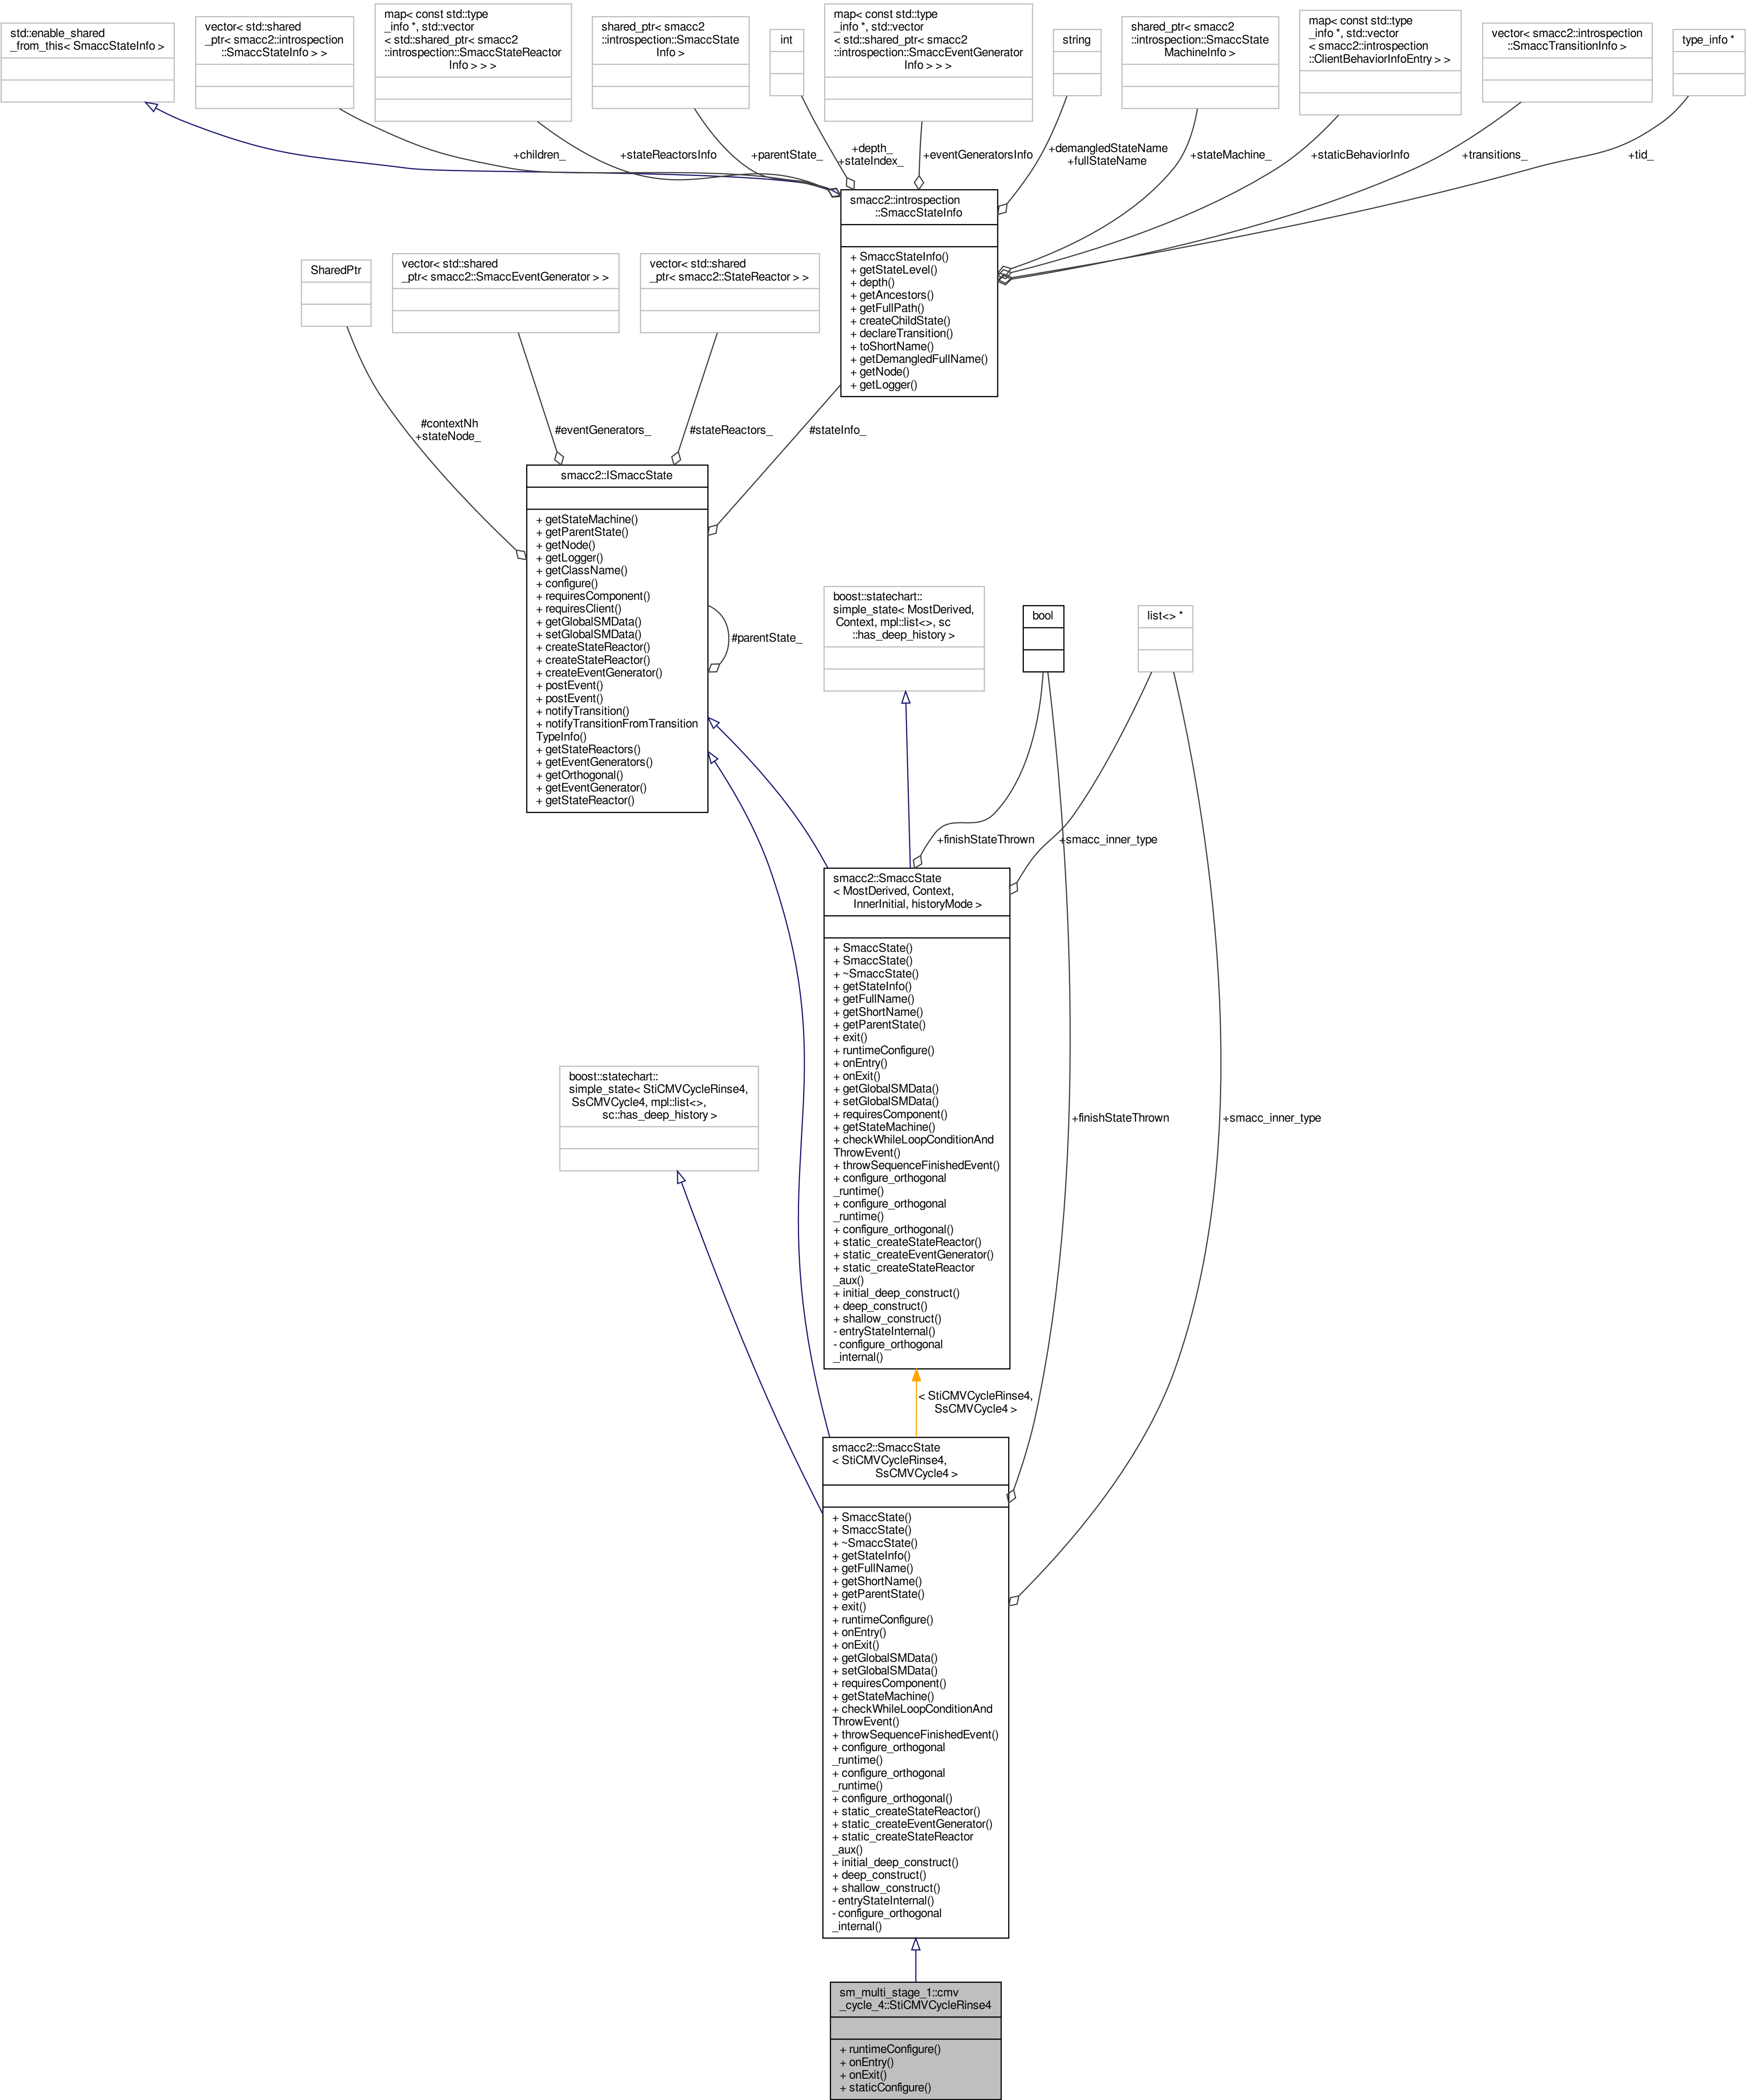 std::enable_shared
_from_this< SmaccStateInfo >
vector< std::shared
_ptr< smacc2::introspection
::SmaccStateInfo > >
map< const std::type
_info *, std::vector
< std::shared_ptr< smacc2
::introspection::SmaccStateReactor
Info > > >
shared_ptr< smacc2
::introspection::SmaccState
Info >
int
map< const std::type
_info *, std::vector
< std::shared_ptr< smacc2
::introspection::SmaccEventGenerator
Info > > >
string
shared_ptr< smacc2
::introspection::SmaccState
MachineInfo >
map< const std::type
_info *, std::vector
< smacc2::introspection
::ClientBehaviorInfoEntry > >
vector< smacc2::introspection
::SmaccTransitionInfo >
type_info *
+children_
+stateReactorsInfo
+parentState_
+depth_
+stateIndex_
+eventGeneratorsInfo
+demangledStateName
+fullStateName
+stateMachine_
+staticBehaviorInfo
+transitions_
+tid_
smacc2::introspection
::SmaccStateInfo
+ SmaccStateInfo()
+ getStateLevel()
+ depth()
+ getAncestors()
+ getFullPath()
+ createChildState()
+ declareTransition()
+ toShortName()
+ getDemangledFullName()
+ getNode()
+ getLogger()
SharedPtr
vector< std::shared
_ptr< smacc2::SmaccEventGenerator > >
vector< std::shared
_ptr< smacc2::StateReactor > >
#contextNh
+stateNode_
#eventGenerators_
#stateReactors_
#stateInfo_
smacc2::ISmaccState
+ getStateMachine()
+ getParentState()
+ getNode()
+ getLogger()
+ getClassName()
+ configure()
+ requiresComponent()
+ requiresClient()
+ getGlobalSMData()
+ setGlobalSMData()
+ createStateReactor()
+ createStateReactor()
+ createEventGenerator()
+ postEvent()
+ postEvent()
+ notifyTransition()
+ notifyTransitionFromTransition
TypeInfo()
+ getStateReactors()
+ getEventGenerators()
+ getOrthogonal()
+ getEventGenerator()
+ getStateReactor()
#parentState_
boost::statechart::
simple_state< MostDerived,
Context, mpl::list<>, sc
::has_deep_history >
bool
list<> *
+finishStateThrown
+smacc_inner_type
smacc2::SmaccState
< MostDerived, Context,
InnerInitial, historyMode >
+ SmaccState()
+ SmaccState()
+ ~SmaccState()
+ getStateInfo()
+ getFullName()
+ getShortName()
+ getParentState()
+ exit()
+ runtimeConfigure()
+ onEntry()
+ onExit()
+ getGlobalSMData()
+ setGlobalSMData()
+ requiresComponent()
+ getStateMachine()
+ checkWhileLoopConditionAnd
ThrowEvent()
+ throwSequenceFinishedEvent()
+ configure_orthogonal
_runtime()
+ configure_orthogonal
_runtime()
+ configure_orthogonal()
+ static_createStateReactor()
+ static_createEventGenerator()
+ static_createStateReactor
_aux()
+ initial_deep_construct()
+ deep_construct()
+ shallow_construct()
- entryStateInternal()
- configure_orthogonal
_internal()
boost::statechart::
simple_state< StiCMVCycleRinse4,
SsCMVCycle4, mpl::list<>,
sc::has_deep_history >
+finishStateThrown
+smacc_inner_type
< StiCMVCycleRinse4,
SsCMVCycle4 >
smacc2::SmaccState
< StiCMVCycleRinse4,
SsCMVCycle4 >
+ SmaccState()
+ SmaccState()
+ ~SmaccState()
+ getStateInfo()
+ getFullName()
+ getShortName()
+ getParentState()
+ exit()
+ runtimeConfigure()
+ onEntry()
+ onExit()
+ getGlobalSMData()
+ setGlobalSMData()
+ requiresComponent()
+ getStateMachine()
+ checkWhileLoopConditionAnd
ThrowEvent()
+ throwSequenceFinishedEvent()
+ configure_orthogonal
_runtime()
+ configure_orthogonal
_runtime()
+ configure_orthogonal()
+ static_createStateReactor()
+ static_createEventGenerator()
+ static_createStateReactor
_aux()
+ initial_deep_construct()
+ deep_construct()
+ shallow_construct()
- entryStateInternal()
- configure_orthogonal
_internal()
sm_multi_stage_1::cmv
_cycle_4::StiCMVCycleRinse4
+ runtimeConfigure()
+ onEntry()
+ onExit()
+ staticConfigure()